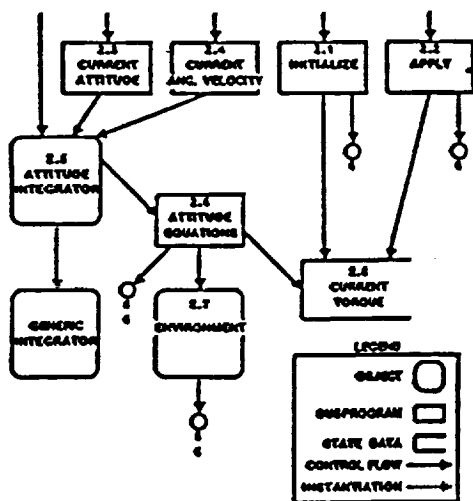 2.3
CURRENT
ATTITUDE
2.4
CURRENT
ANG. VELOCITY
2.1
INITIALIZE
2.2
APPLY
2.5
ATTITUDE
INTEGRATOR
2.6
ATTITUDE
EQUATIONS
2.8
CURRENT
TORQUE
GENERIC
INTEGRATOR
2.7
ENVIRONMENT
LEGEND
OBJECT
SUBPROGRAM
STATE DATA
CONTROL FLOW
INSTANTIATION